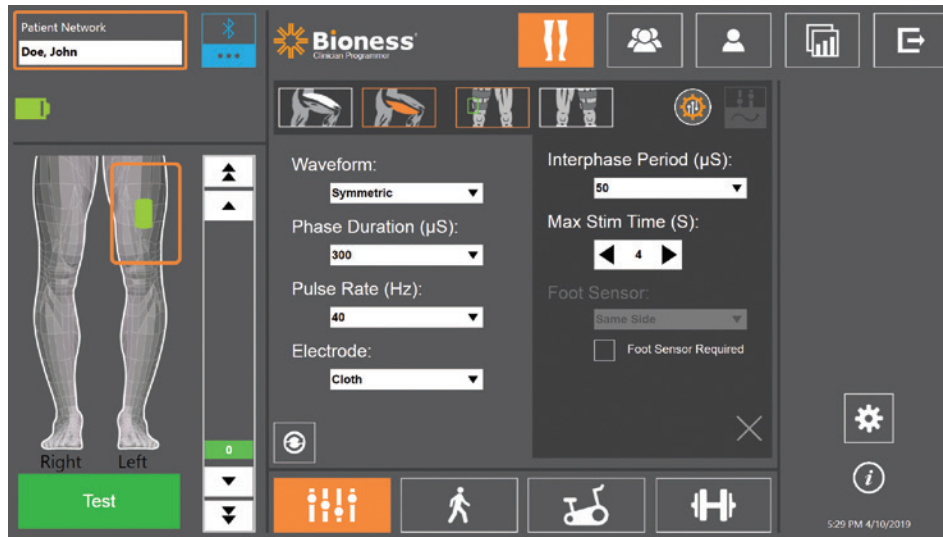 Patient Network
Doe, John
Bioness
Clinician Programmer
Waveform:
Symmetric
Phase Duration (µS):
300
Pulse Rate (Hz):
40
Electrode:
Cloth
Interphase Period (µS):
50
Max Stim Time (S):
4
Foot Sensor:
Same Side
Foot Sensor Required
Right Left
0
Test
i
5:29 PM 4/10/2019